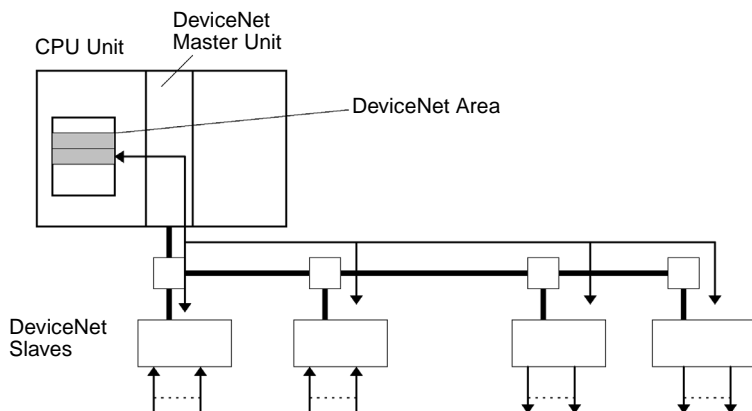 DeviceNet
Master Unit
CPU Unit
DeviceNet Area
DeviceNet
Slaves